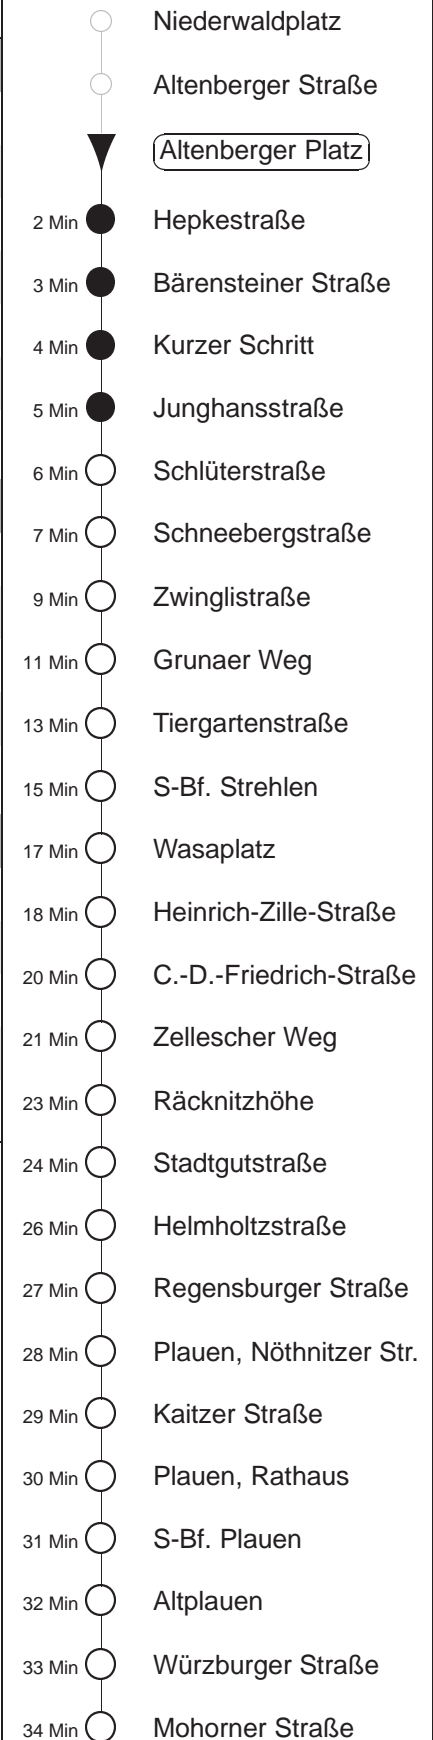 Niederwaldplatz
Altenberger Straße
Altenberger Platz
2 Min Hepkestraße
3 Min Bärensteiner Straße
4 Min Kurzer Schritt
5 Min Junghansstraße
6 Min Schlüterstraße
7 Min Schneebergstraße
9 Min Zwinglistraße
11 Min Grunaer Weg
13 Min Tiergartenstraße
15 Min S-Bf. Strehlen
17 Min Wasaplatz
18 Min Heinrich-Zille-Straße
20 Min C.-D.-Friedrich-Straße
21 Min Zellescher Weg
23 Min Räcknitzhöhe
24 Min Stadtgutstraße
26 Min Helmholtzstraße
27 Min Regensburger Straße
28 Min Plauen, Nöthnitzer Str.
29 Min Kaitzer Straße
30 Min Plauen, Rathaus
31 Min S-Bf. Plauen
32 Min Altplauen
33 Min Würzburger Straße
34 Min Mohorner Straße